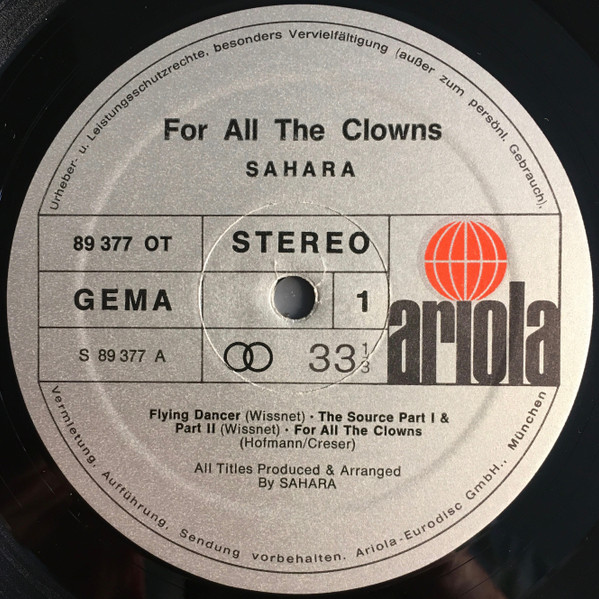 Urheber- u. Leistungsschutzrechte, besonders Vervielfältigung (außer zum persönl. Gebrauch),
For All The Clowns
SAHARA
89 377 OT
STEREO
GEMA
1
ariola
S 89 377 A
33 1/3
Flying Dancer (Wissnet) · The Source Part I &
Part II (Wissnet) · For All The Clowns
(Hofmann/Creser)
All Titles Produced & Arranged
By SAHARA
Vermietung, Aufführung, Sendung vorbehalten. Ariola-Eurodisc GmbH., München